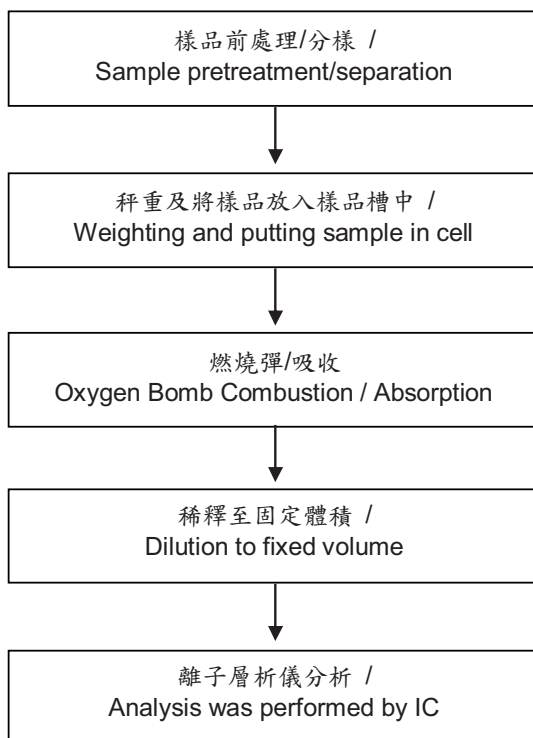 樣品前處理/分樣 /
Sample pretreatment/separation
秤重及將樣品放入樣品槽中 /
Weighting and putting sample in cell
燃燒彈/吸收
Oxygen Bomb Combustion / Absorption
稀釋至固定體積 /
Dilution to fixed volume
離子層析儀分析 /
Analysis was performed by IC